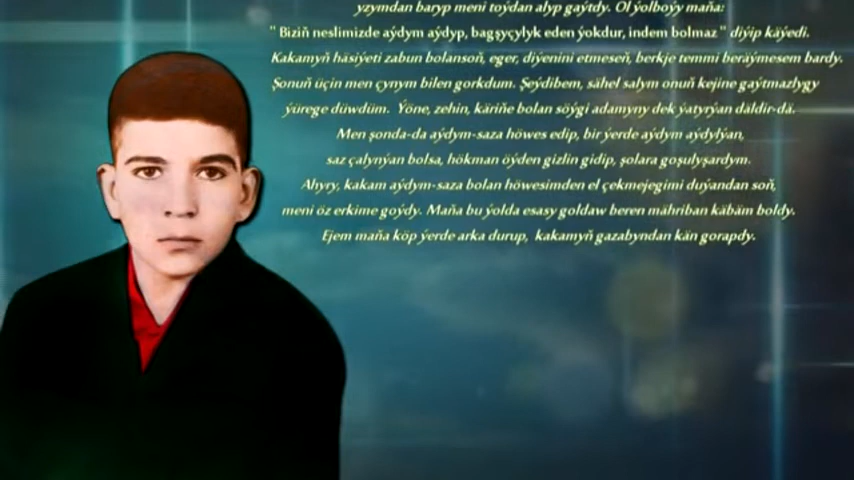 yzymdan baryp meni toýdan alyp gaýtdy. Ol ýolboýy maňa:
" Biziň neslimizde aýdym aýdyp, bagşyçylyk eden ýokdur, indem bolmaz " diýip käýedi.
Kakamyň häsiýeti zabun bolansoň, eger, diýenini etmeseň, berkje temmi beräýmesem bardy.
Şonuň üçin men çynym bilen gorkdum. Şeýdibem, sähel salym onuň kejine gaýtmazlygy
ýürege düwdüm. Ýöne, zehin, käriňe bolan söýgi adamyny dek ýatyrýan däldir-dä.
Men şonda-da aýdym-saza höwes edip, bir ýerde aýdym aýdylýan,
saz çalynýan bolsa, hökman öýden gizlin gidip, şolara goşulyşardym.
Ahyry, kakam aýdym-saza bolan höwesimden el çekmejegimi duýandan soň,
meni öz erkime goýdy. Maňa bu ýolda esasy goldaw beren mähriban käbäm boldy.
Ejem maňa köp ýerde arka durup, kakamyň gazabyndan kän gorapdy.